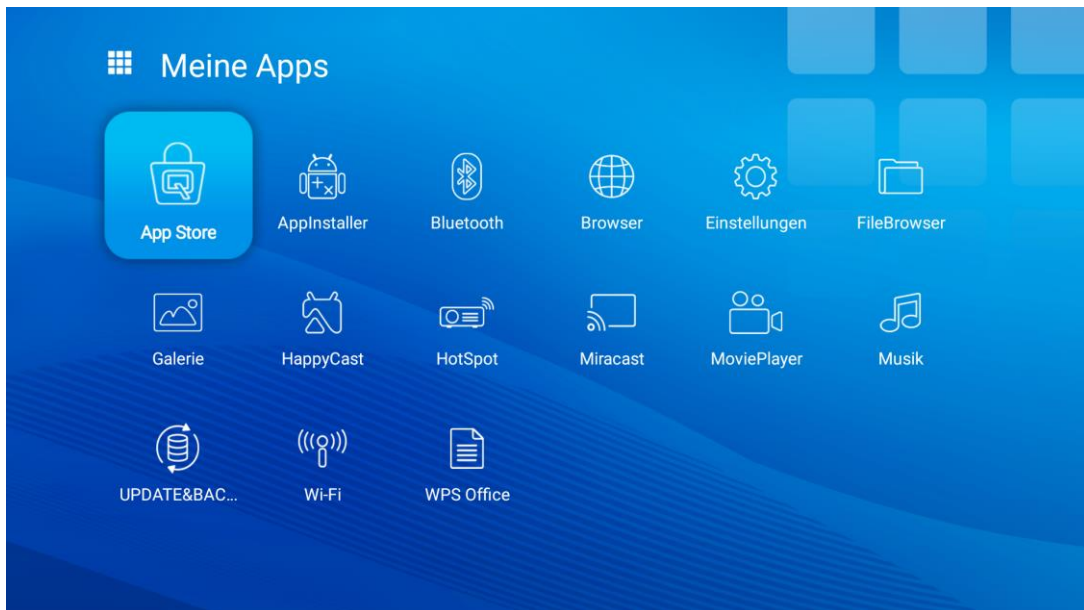 Meine Apps
App Store
AppInstaller
Bluetooth
Browser
Einstellungen
FileBrowser
Galerie
HappyCast
HotSpot
Miracast
MoviePlayer
Musik
UPDATE&BAC...
Wi-Fi
WPS Office